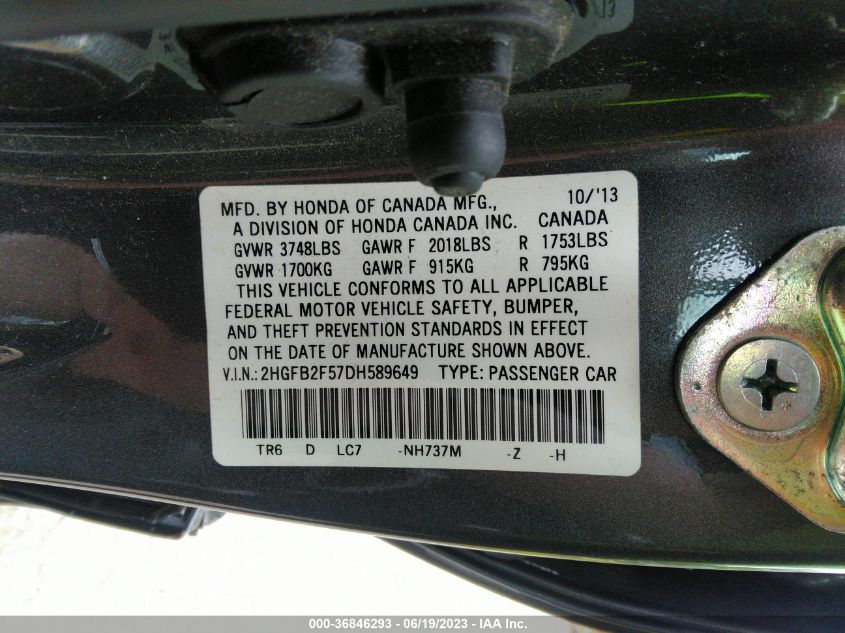 13
MFD. BY HONDA OF CANADA MFG., 10/'13
A DIVISION OF HONDA CANADA INC. CANADA
GVWR 3748LBS GAWR F 2018LBS R 1753LBS
GVWR 1700KG GAWR F 915KG R 795KG
THIS VEHICLE CONFORMS TO ALL APPLICABLE
FEDERAL MOTOR VEHICLE SAFETY, BUMPER,
AND THEFT PREVENTION STANDARDS IN EFFECT
ON THE DATE OF MANUFACTURE SHOWN ABOVE.
V.I.N.: 2HGFB2F57DH589649 TYPE: PASSENGER CAR
TR6 D LC7 -NH737M -Z -H
000-36846293 - 06/19/2023 - IAA Inc.